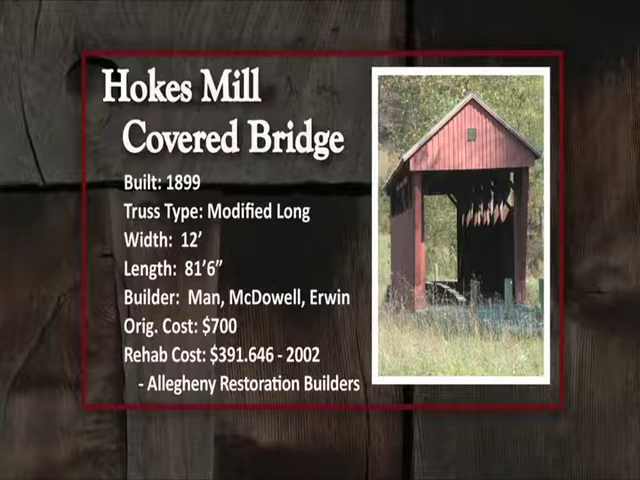 Hokes Mill
Covered Bridge
Built: 1899
Truss Type: Modified Long
Width: 12’
Length: 81’6”
Builder: Man, McDowell, Erwin
Orig. Cost: $700
Rehab Cost: $391.646 - 2002
- Allegheny Restoration Builders